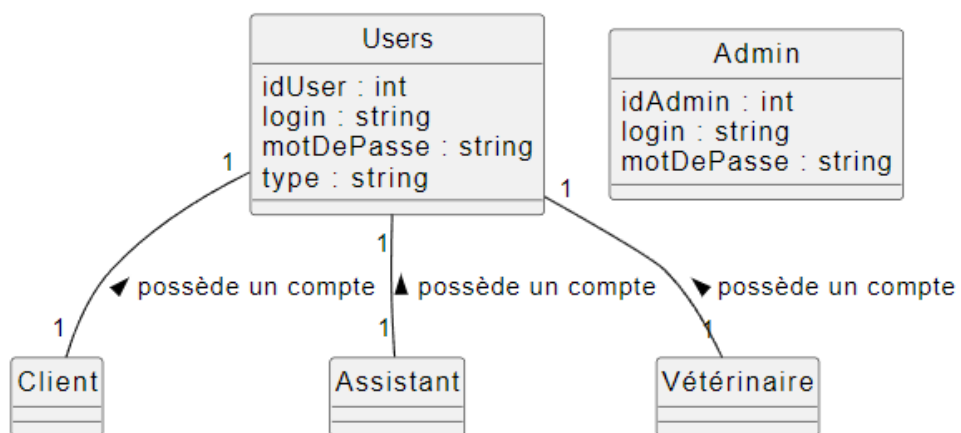 Users
idUser : int
login : string
motDePasse : string
type : string
Admin
idAdmin : int
login : string
motDePasse : string
1
1
1
possède un compte
possède un compte
possède un compte
1
1
1
Client
Assistant
Vétérinaire